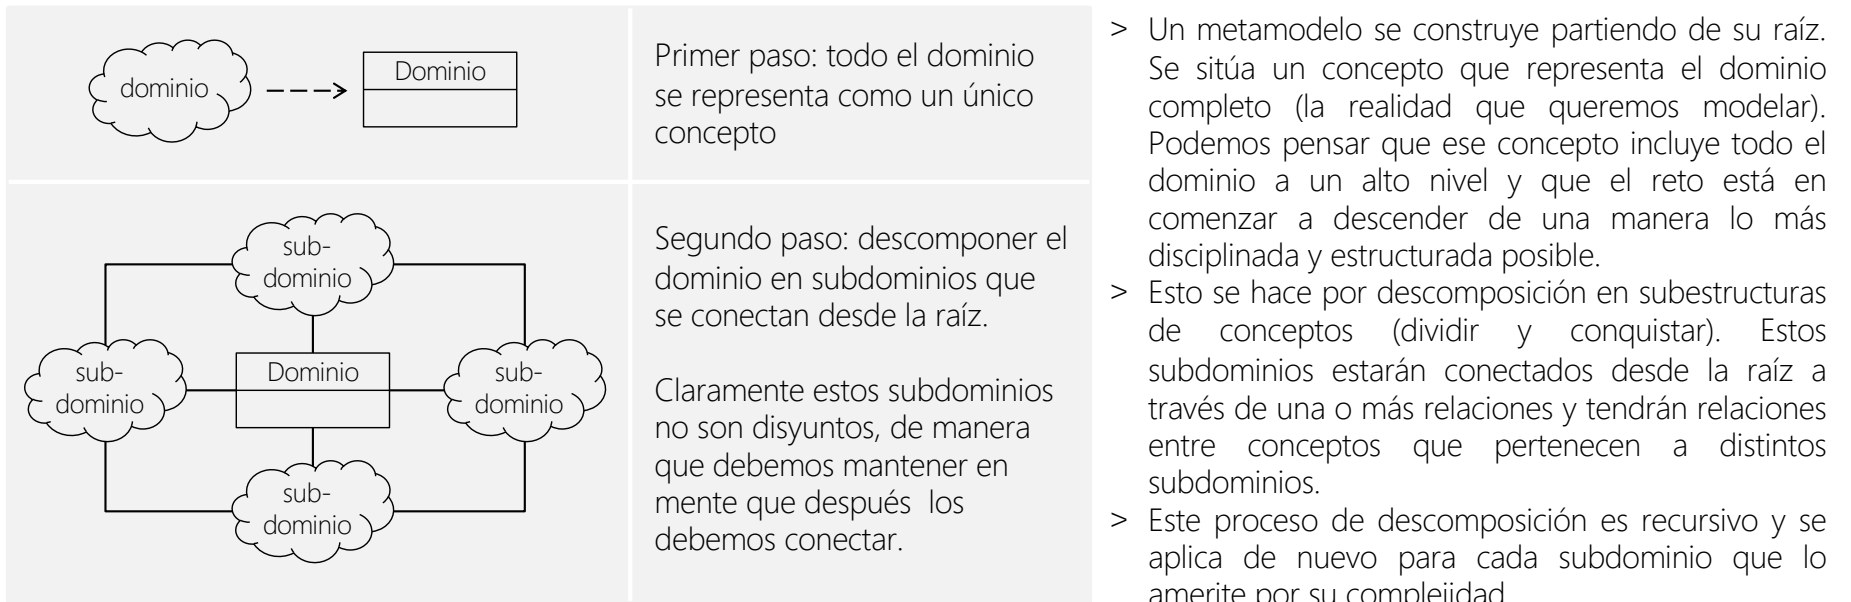 dominio
Dominio
Primer paso: todo el dominio
se representa como un único
concepto
sub-
dominio
sub-
dominio
Dominio
sub-
dominio
sub-
dominio
Segundo paso: descomponer el
dominio en subdominios que
se conectan desde la raíz.
Claramente estos subdominios
no son disyuntos, de manera
que debemos mantener en
mente que después los
debemos conectar.
> Un metamodelo se construye partiendo de su raíz.
Se sitúa un concepto que representa el dominio
completo (la realidad que queremos modelar).
Podemos pensar que ese concepto incluye todo el
dominio a un alto nivel y que el reto está en
comenzar a descender de una manera lo más
disciplinada y estructurada posible.
> Esto se hace por descomposición en subestructuras
de conceptos (dividir y conquistar). Estos
subdominios estarán conectados desde la raíz a
través de una o más relaciones y tendrán relaciones
entre conceptos que pertenecen a distintos
subdominios.
> Este proceso de descomposición es recursivo y se
aplica de nuevo para cada subdominio que lo
amerite por su complejidad